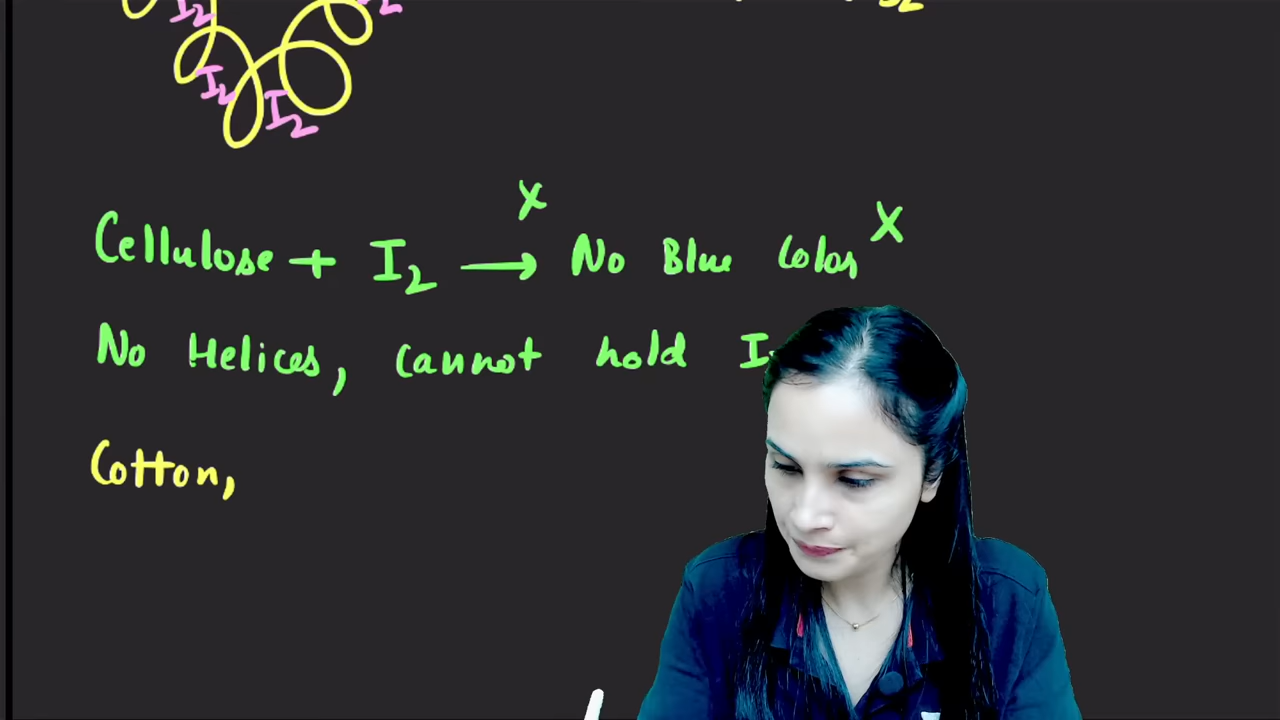 I₂ I₂
I₂
I₂
Cellulose + I₂ ⟶ X No Blue Color X
No Helices, cannot hold
Cotton,